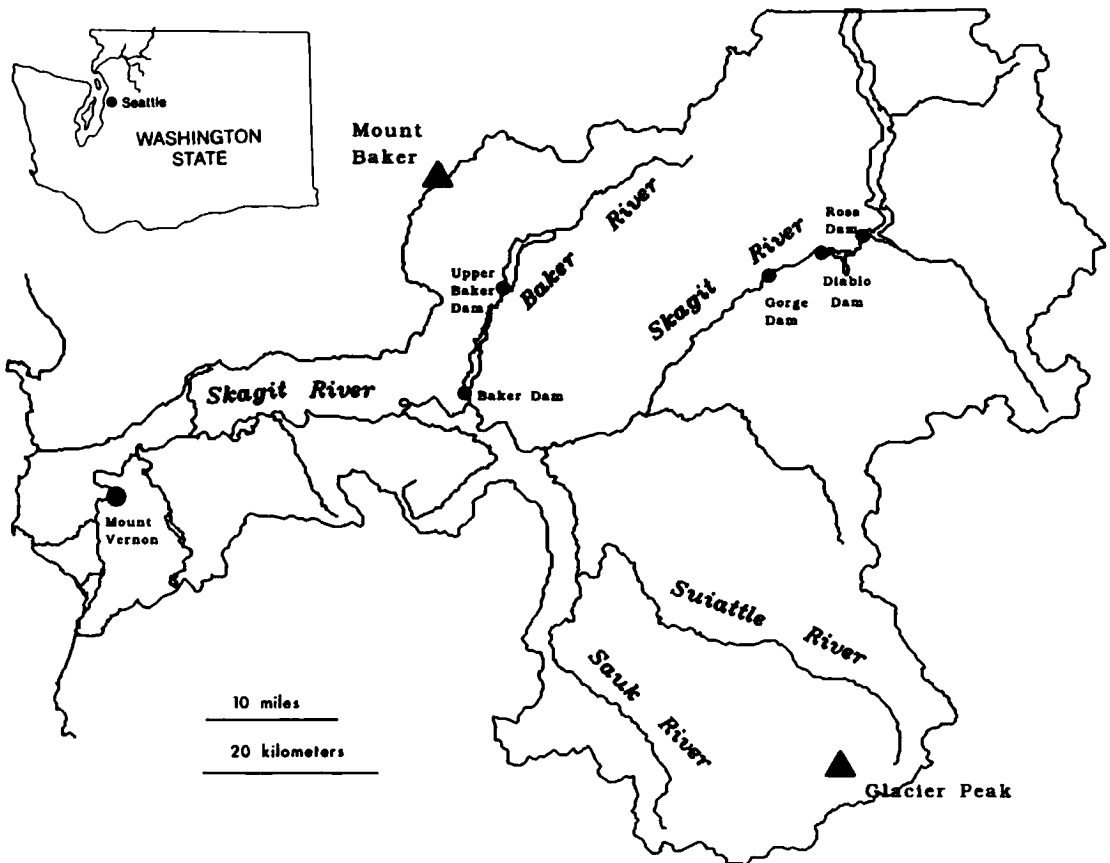 Seattle
WASHINGTON
STATE
Mount
Baker
Baker River
Skagit River
Ross
Dam
Upper
Baker
Dam
Diablo
Dam
Gorge
Dam
Skagit River
Baker Dam
Mount
Vernon
Suiattle River
Sauk River
10 miles
20 kilometers
Glacier Peak